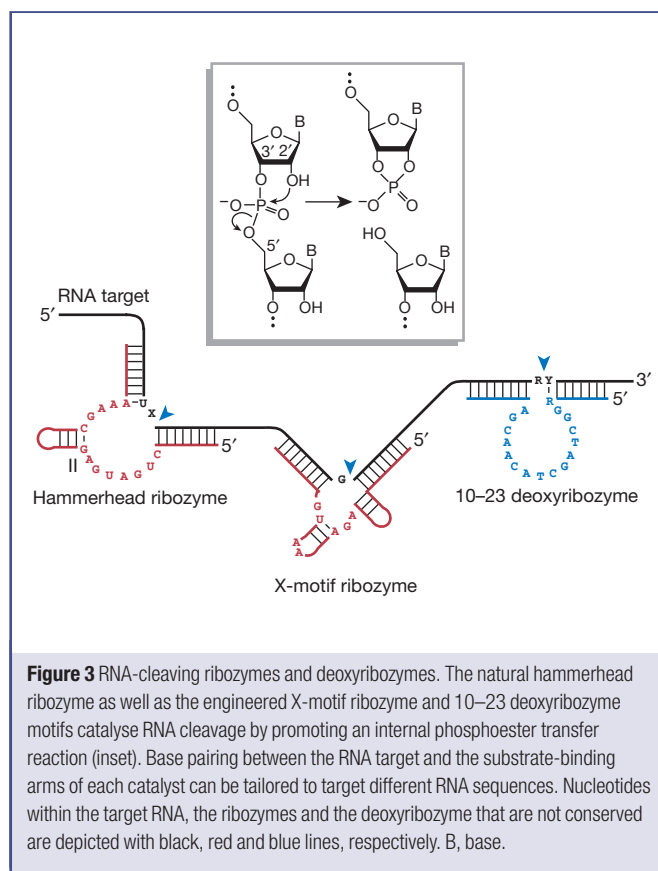 O
O
B
3′ 2′
O
OH
−O
P
O
O
5′
O
B
O
OH
O
O
B
O
O
P
−O
O
HO
O
B
O
OH
RNA target
5′
AAAGC
U
X
II
GAGUAGUC
5′
Hammerhead ribozyme
G
G
U
A
A
A
G
A
5′
X-motif ribozyme
RY
3′
5′
AGCAACATCGATCGGR
10–23 deoxyribozyme
Figure 3 RNA-cleaving ribozymes and deoxyribozymes. The natural hammerhead
ribozyme as well as the engineered X-motif ribozyme and 10–23 deoxyribozyme
motifs catalyse RNA cleavage by promoting an internal phosphoester transfer
reaction (inset). Base pairing between the RNA target and the substrate-binding
arms of each catalyst can be tailored to target different RNA sequences. Nucleotides
within the target RNA, the ribozymes and the deoxyribozyme that are not conserved
are depicted with black, red and blue lines, respectively. B, base.